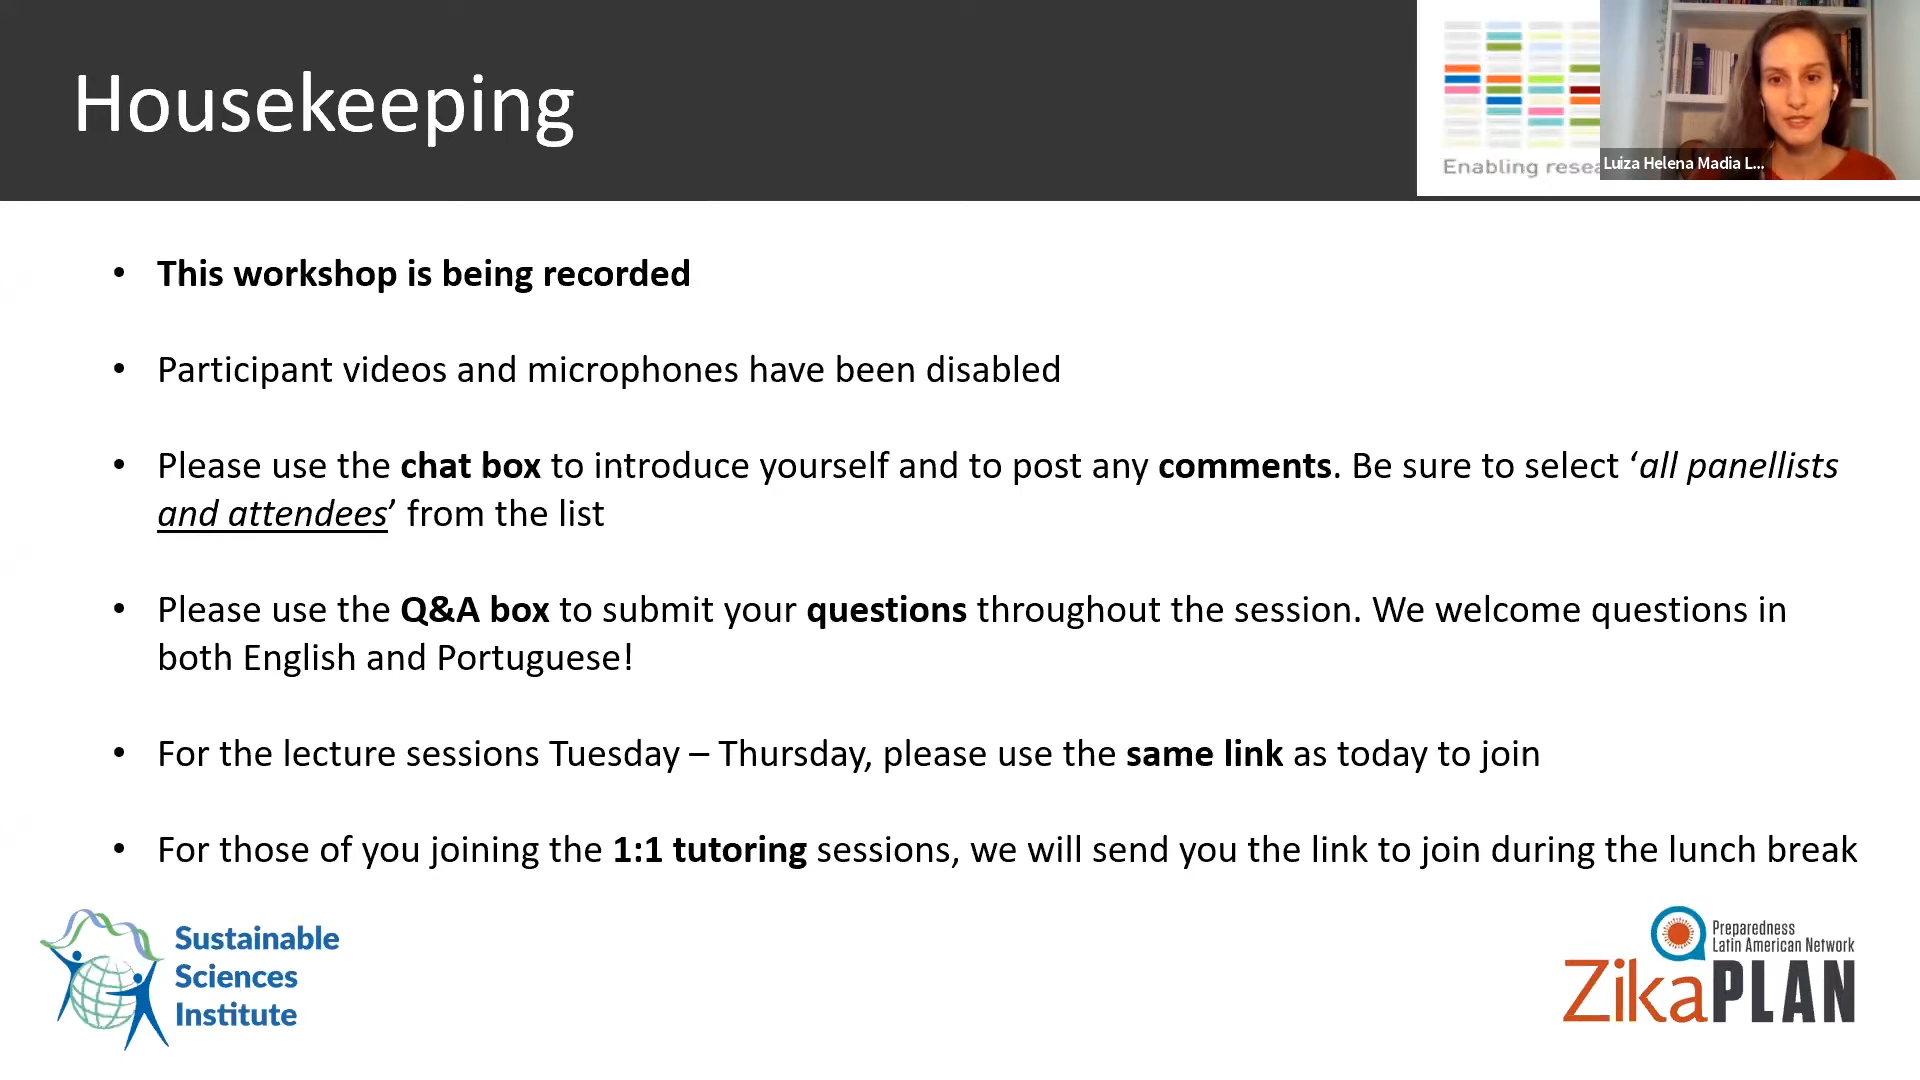 Housekeeping
Enabling resea
Luiza Helena Madia L...
• This workshop is being recorded
• Participant videos and microphones have been disabled
• Please use the chat box to introduce yourself and to post any comments. Be sure to select ‘all panellists
and attendees’ from the list
• Please use the Q&A box to submit your questions throughout the session. We welcome questions in
both English and Portuguese!
• For the lecture sessions Tuesday – Thursday, please use the same link as today to join
• For those of you joining the 1:1 tutoring sessions, we will send you the link to join during the lunch break
Sustainable
Sciences
Institute
Preparedness
Latin American Network
ZikaPLAN